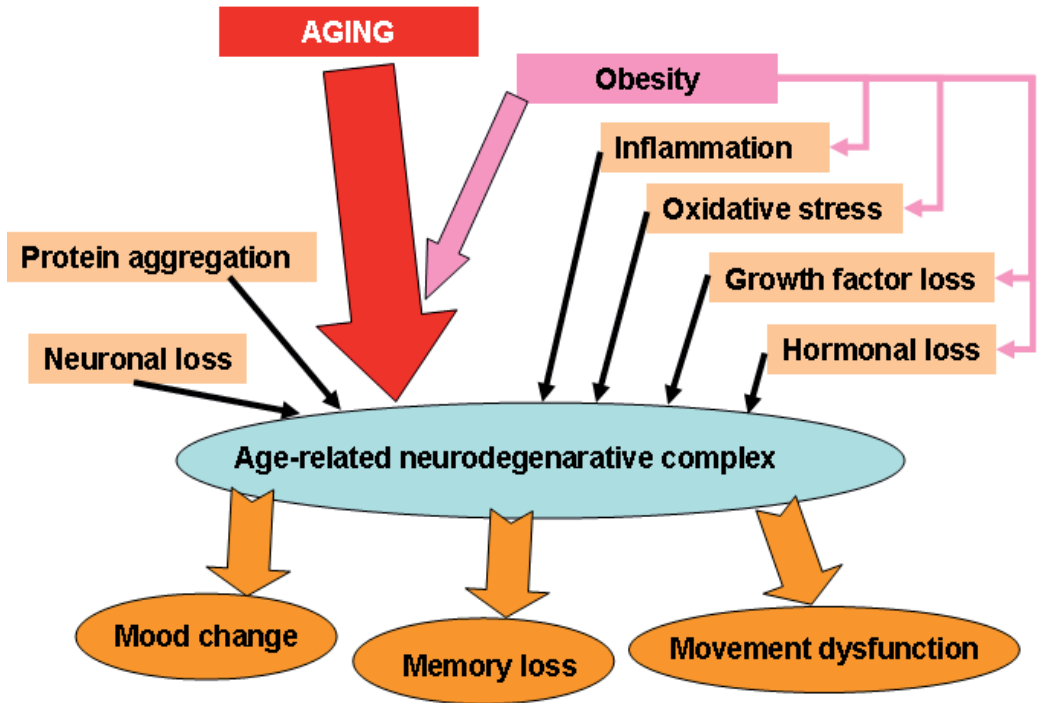 AGING
Obesity
Inflammation
Oxidative stress
Protein aggregation
Growth factor loss
Neuronal loss
Hormonal loss
Age-related neurodegenarative complex
Mood change
Memory loss
Movement dysfunction